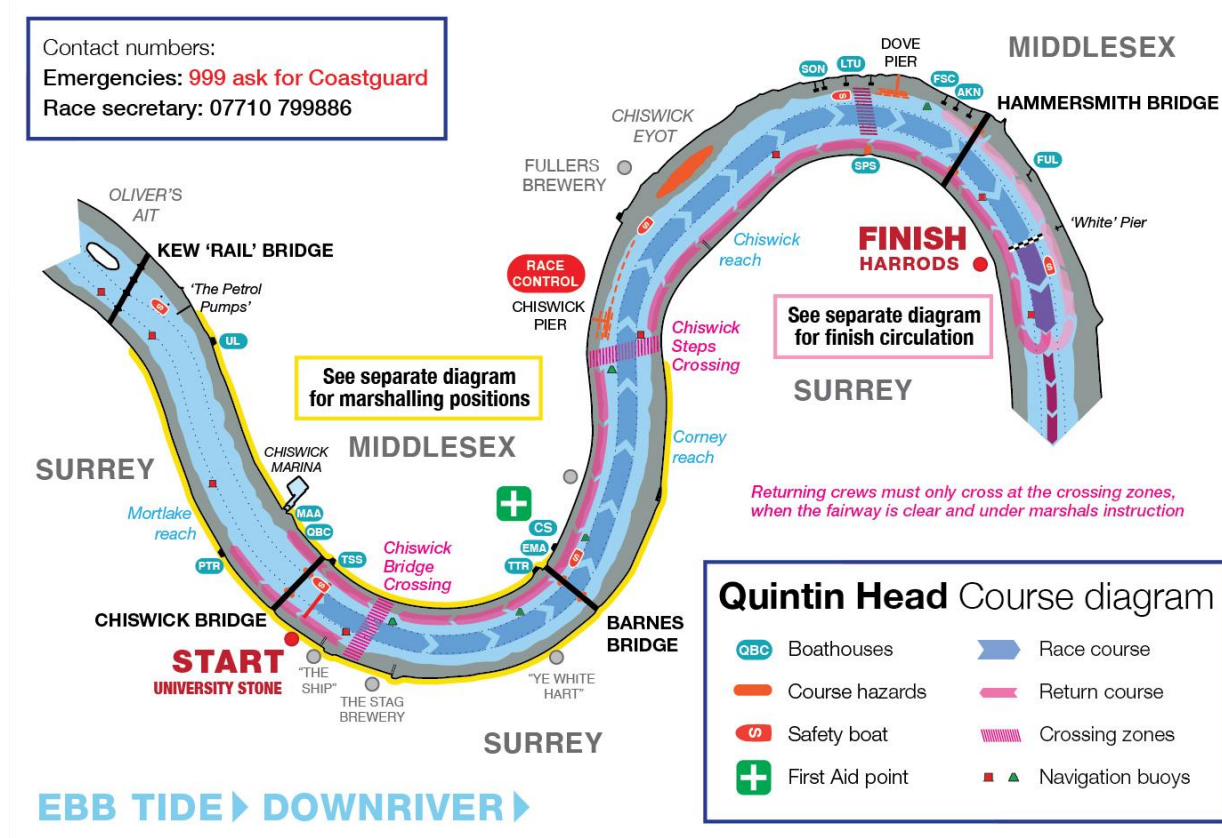 Contact numbers:
Emergencies: 999 ask for Coastguard
Race secretary: 07710 799886
OLIVER'S
AIT
KEW ‘RAIL’ BRIDGE
‘The Petrol
Pumps’
UL
SURREY
Mortlake
reach
PTR
CHISWICK
MARINA
MAA
QBC
TSS
CHISWICK BRIDGE
START
UNIVERSITY STONE
"THE
SHIP"
THE STAG
BREWERY
Chiswick
Bridge
Crossing
See separate diagram
for marshalling positions
MIDDLESEX
CS
EMA
TTR
"YE WHITE
HART"
BARNES
BRIDGE
SURREY
Corney
reach
RACE
CONTROL
CHISWICK
PIER
Chiswick
Steps
Crossing
FULLERS
BREWERY
CHISWICK
EYOT
Chiswick
reach
SON
LTU
DOVE
PIER
FSC
AKN
SPS
MIDDLESEX
HAMMERSMITH BRIDGE
FUL
‘White’ Pier
FINISH
HARRODS
See separate diagram
for finish circulation
SURREY
S
S
S
S
S
S
Returning crews must only cross at the crossing zones,
when the fairway is clear and under marshals instruction
Quintin Head Course diagram
QBC Boathouses
Course hazards
S Safety boat
First Aid point
Race course
Return course
Crossing zones
Navigation buoys
EBB TIDE DOWNRIVER